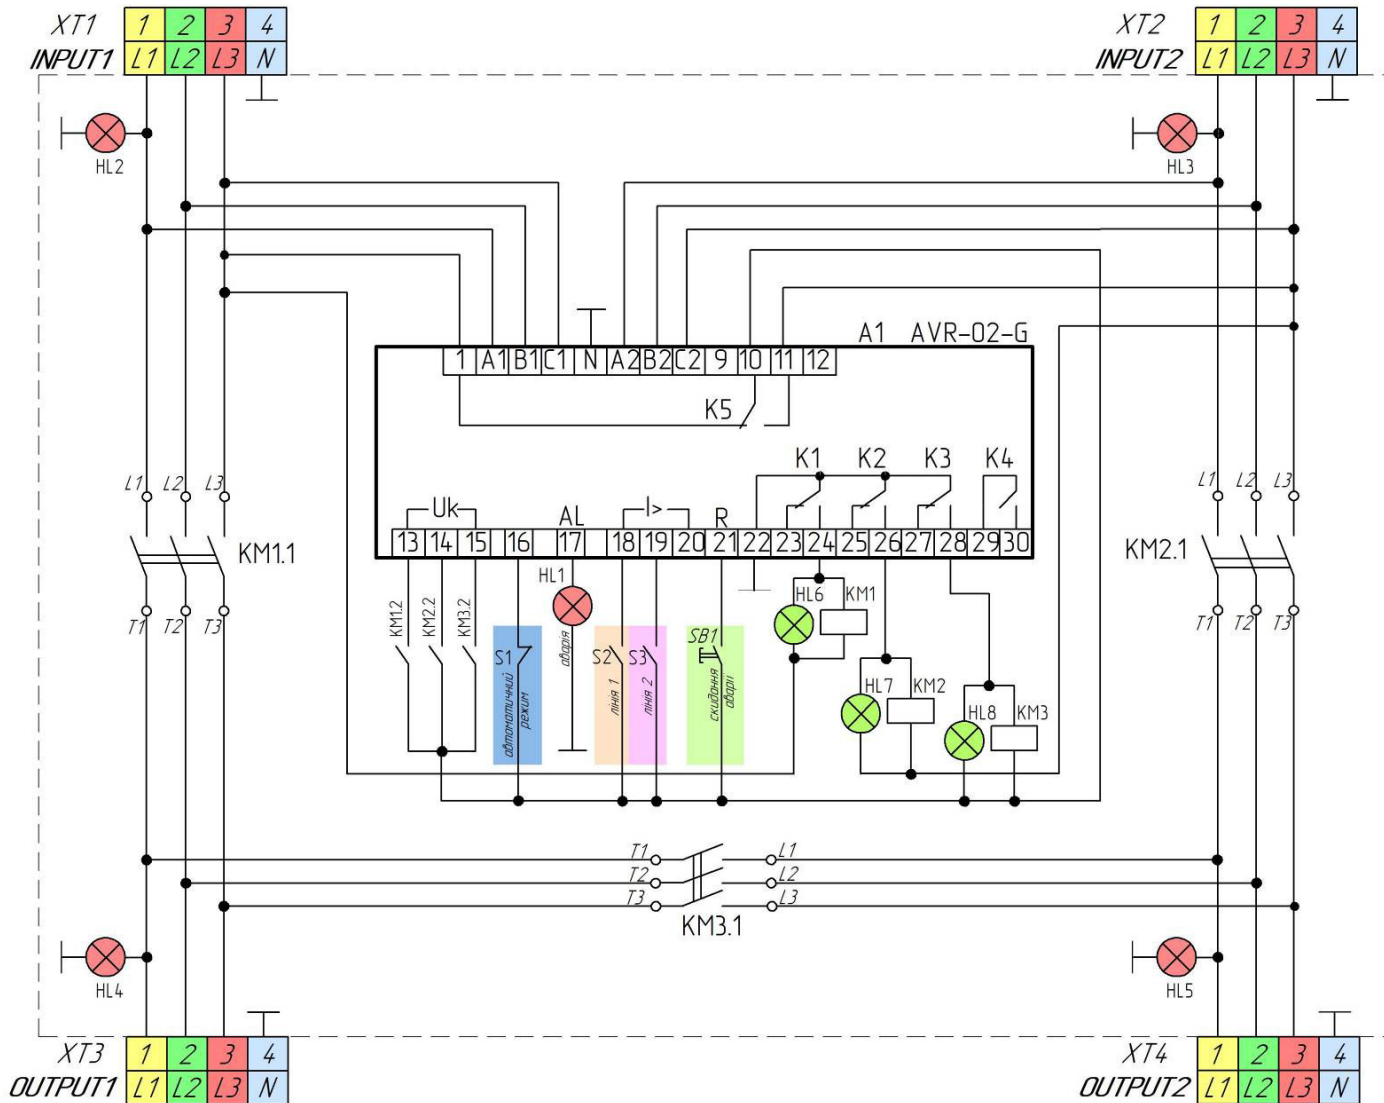 XT1 1 2 3 4
INPUT1 L1 L2 L3 N
XT2 1 2 3 4
INPUT2 L1 L2 L3 N
HL2
HL3
A1 AVR-02-G
1 A1 B1 C1 N A2 B2 C2 9 10 11 12
K5
K1 K2 K3 K4
L1 L2 L3
L1 L2 L3
Uk
AL
I>
R
13 14 15 16 17 18 19 20 21 22 23 24 25 26 27 28 29 30
KM1.1
KM2.1
T1 T2 T3
T1 T2 T3
KM1.2
KM2.2
KM3.2
S1
автоматичний
режим
HL1
аварія
S2
лінія 1
S3
лінія 2
SB1
скидання
аварії
HL6
KM1
HL7
KM2
HL8
KM3
T1 L1
T2 L2
T3 L3
KM3.1
HL4
HL5
XT3 1 2 3 4
OUTPUT1 L1 L2 L3 N
XT4 1 2 3 4
OUTPUT2 L1 L2 L3 N